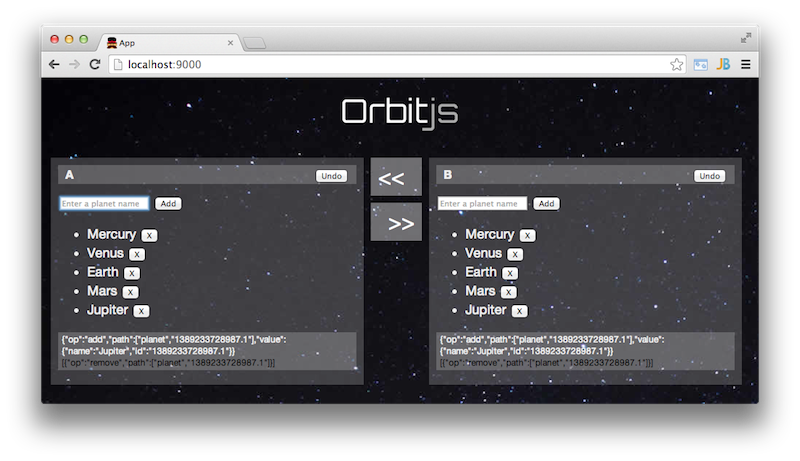 App
localhost:9000
JB
Orbitjs
A
Undo
<<
>>
B
Undo
Enter a planet name
Add
Mercury x
Venus x
Earth x
Mars x
Jupiter x
{"op":"add","path":["planet","1389233728987.1"],"value":
{"name":"Jupiter","id":"1389233728987.1"}}
[{"op":"remove","path":["planet","1389233728987.1"]}]
Enter a planet name
Add
Mercury x
Venus x
Earth x
Mars x
Jupiter x
{"op":"add","path":["planet","1389233728987.1"],"value":
{"name":"Jupiter","id":"1389233728987.1"}}
[{"op":"remove","path":["planet","1389233728987.1"]}]